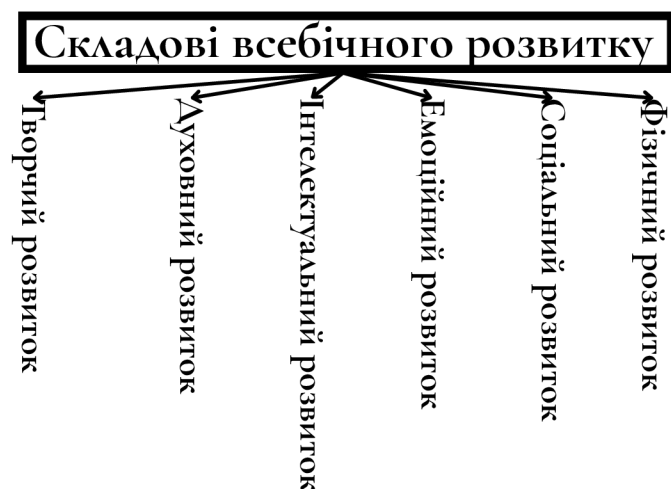 Складові всебічного розвитку
Творчий розвиток
Духовний розвиток
Інтелектуальний розвиток
Емоційний розвиток
Соціальний розвиток
Фізичний розвиток